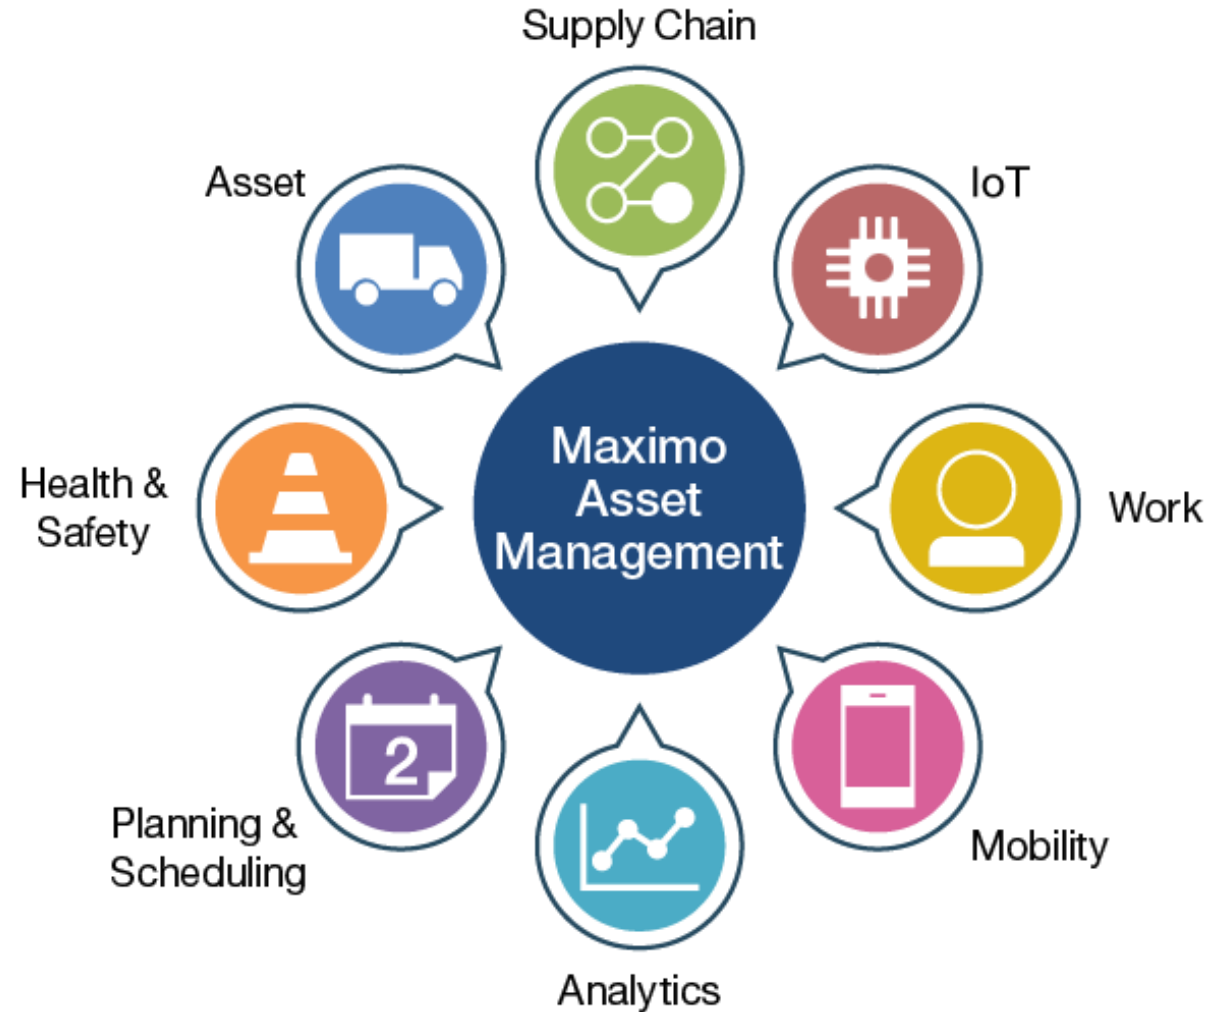 Supply Chain
Asset
IoT
Maximo
Asset
Management
Health &
Safety
Work
2
Planning &
Scheduling
Mobility
Analytics